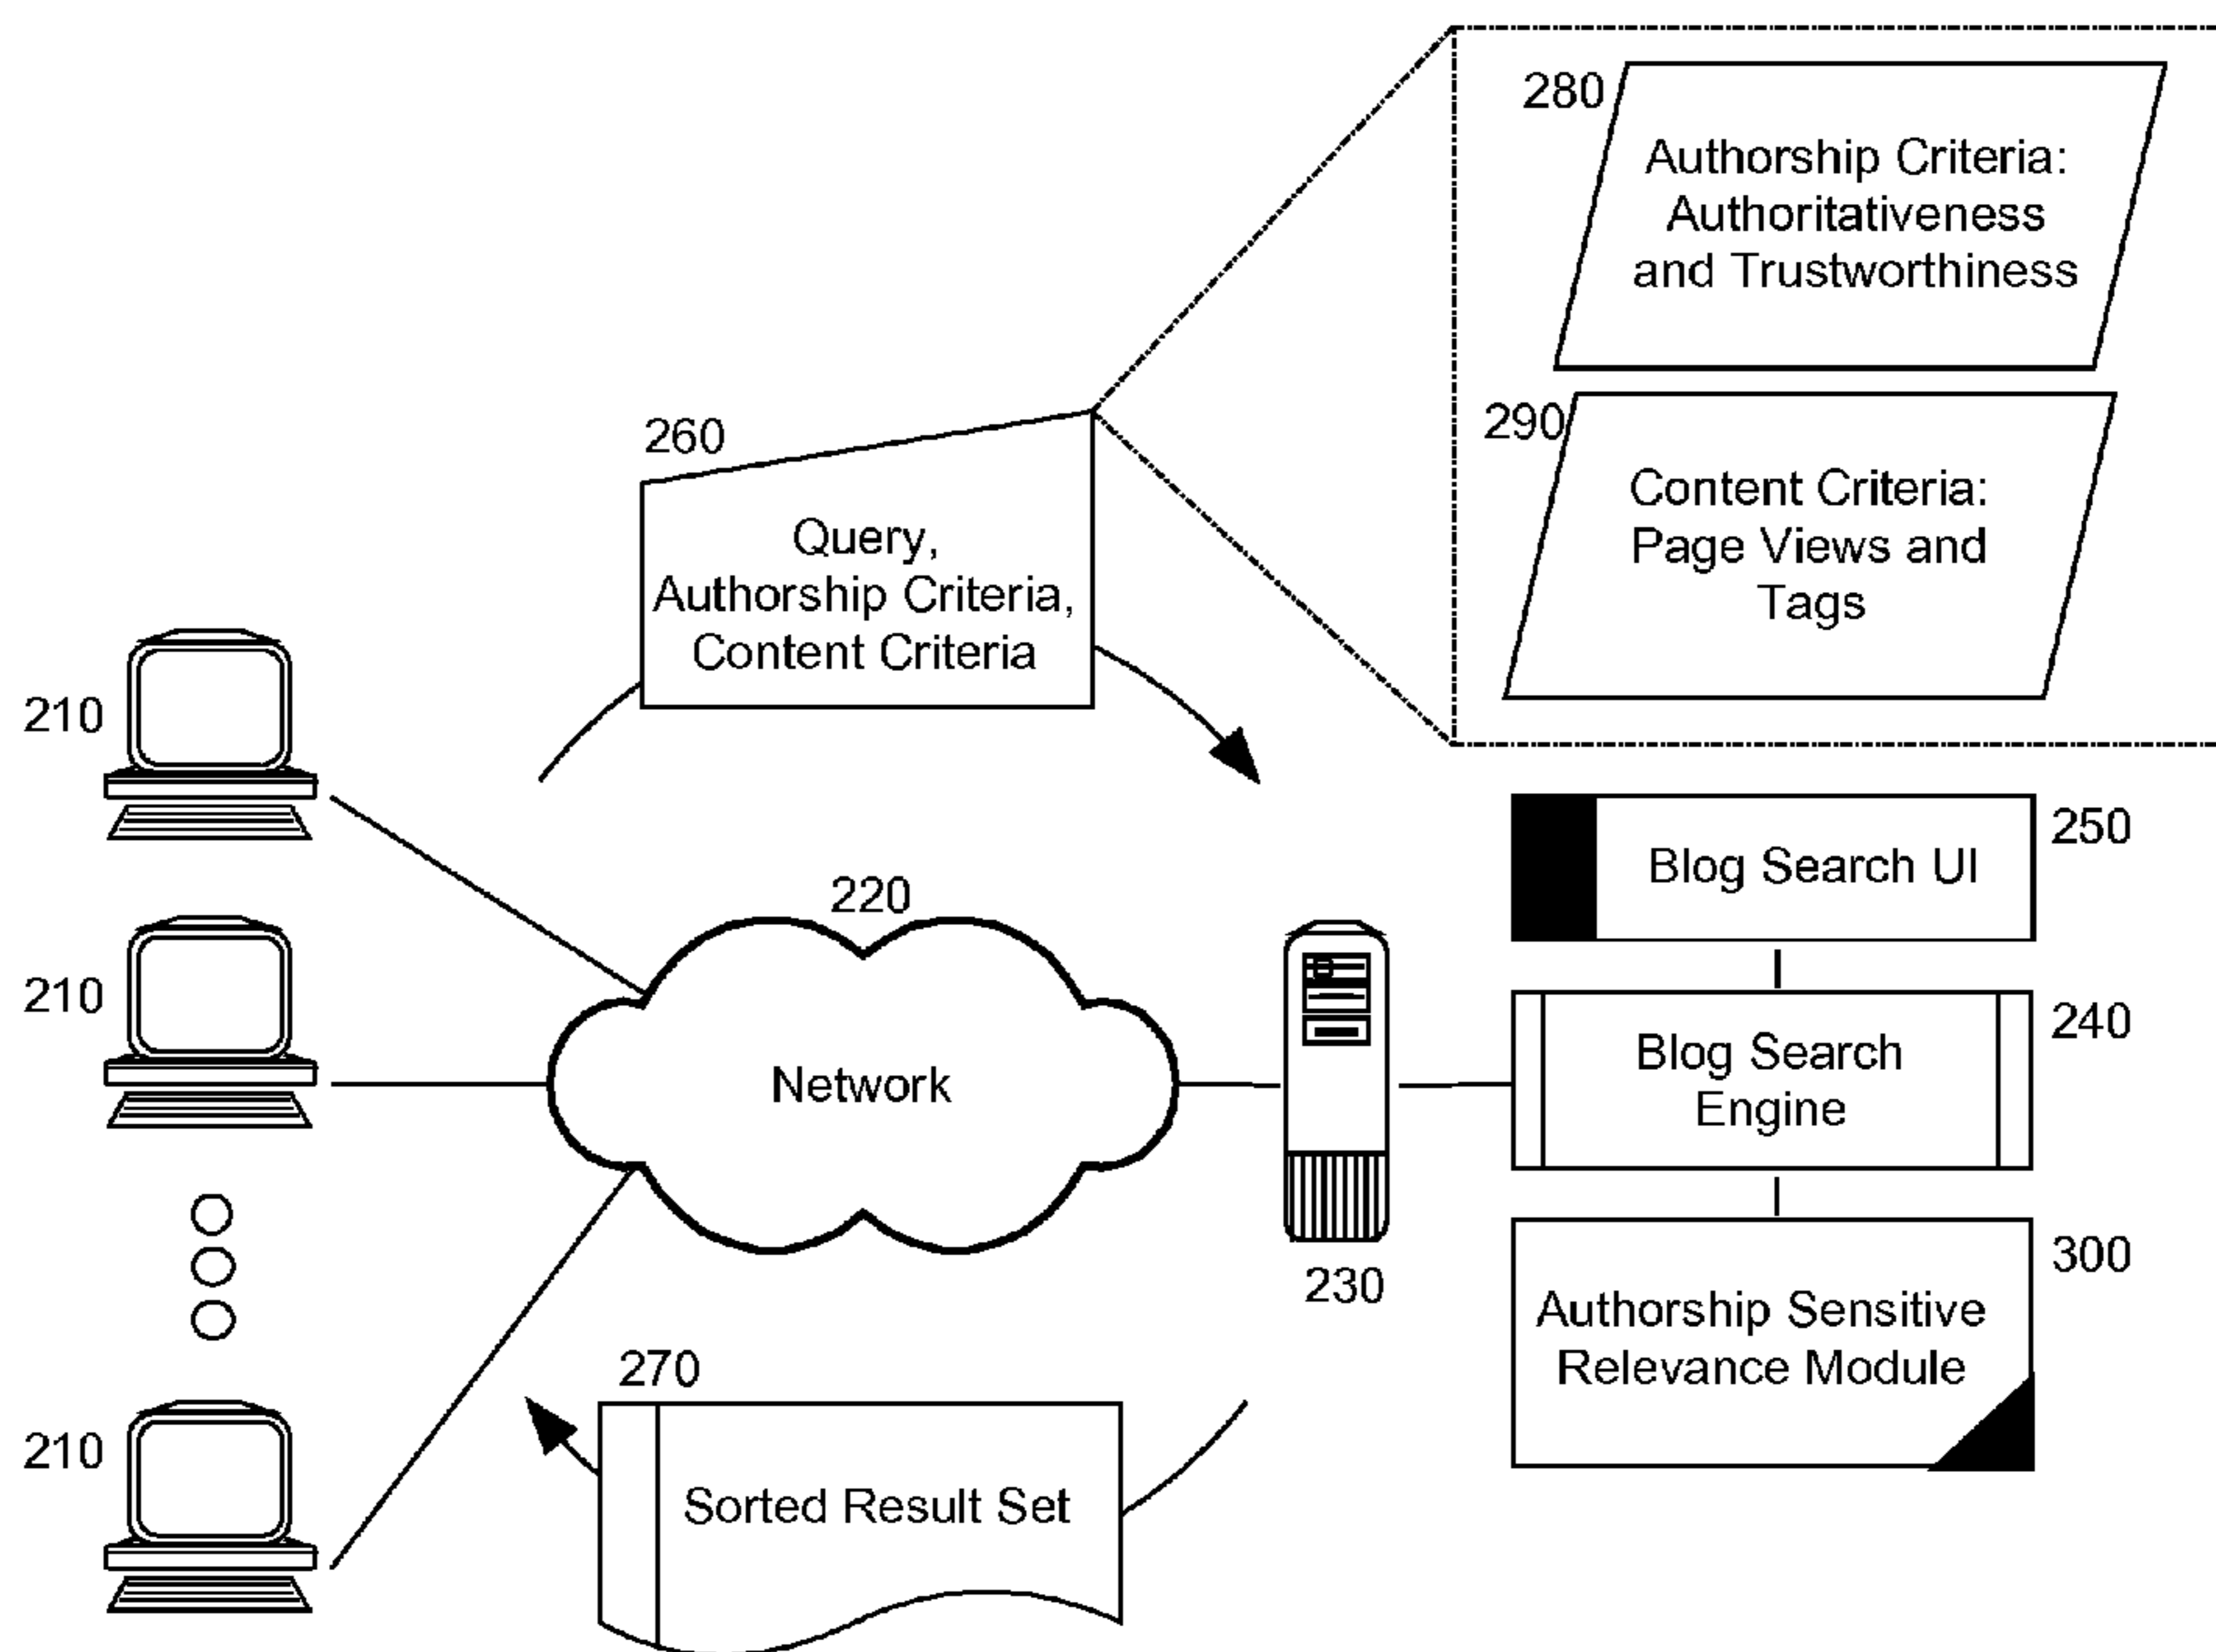 280
Authorship Criteria:
Authoritativeness
and Trustworthiness
290
Content Criteria:
Page Views and
Tags
260
Query,
Authorship Criteria,
Content Criteria
210
210
210
220
Network
230
250
Blog Search UI
240
Blog Search
Engine
300
Authorship Sensitive
Relevance Module
270
Sorted Result Set